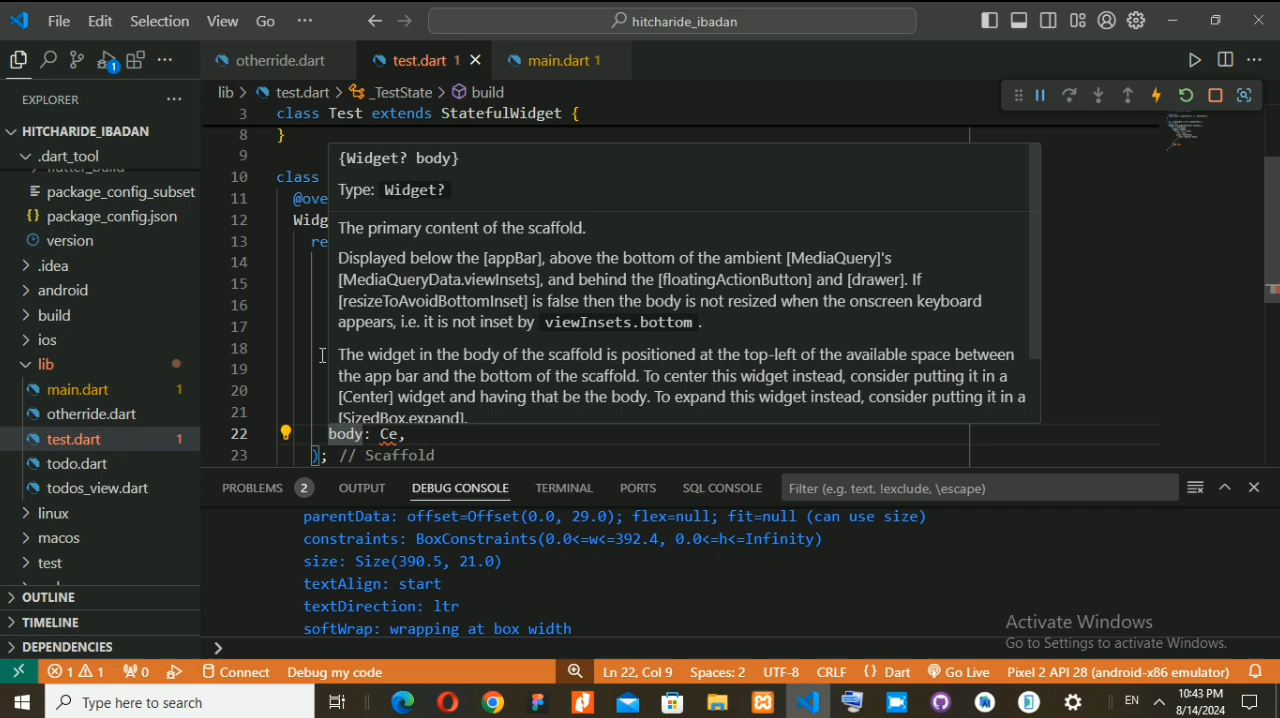 File Edit Selection View Go ··· hitcharide_ibadan
EXPLORER ···
HITCHARIDE_IBADAN
.dart_tool
package_config_subset
{} package_config.json
version
.idea
android
build
ios
lib
main.dart 1
otherride.dart
test.dart 1
todo.dart
todos_view.dart
linux
macos
test
OUTLINE
TIMELINE
DEPENDENCIES
otherride.dart test.dart 1 main.dart 1
lib > test.dart > _TestState > build
3 class Test extends StatefulWidget {
8 }
9
10 class
11 @ove
12 Widg
13 re
14
15
16
17
18
19
20
21
22 body: Ce,
23 ); // Scaffold
{Widget? body}
Type: Widget?
The primary content of the scaffold.
Displayed below the [appBar], above the bottom of the ambient [MediaQuery]'s
[MediaQueryData.viewInsets], and behind the [floatingActionButton] and [drawer]. If
[resizeToAvoidBottomInset] is false then the body is not resized when the onscreen keyboard
appears, i.e. it is not inset by viewInsets.bottom .
The widget in the body of the scaffold is positioned at the top-left of the available space between
the app bar and the bottom of the scaffold. To center this widget instead, consider putting it in a
[Center] widget and having that be the body. To expand this widget instead, consider putting it in a
[SizedBox.expand].
PROBLEMS 2 OUTPUT DEBUG CONSOLE TERMINAL PORTS SQL CONSOLE Filter (e.g. text, !exclude, \escape)
parentData: offset=Offset(0.0, 29.0); flex=null; fit=null (can use size)
constraints: BoxConstraints(0.0<=w<=392.4, 0.0<=h<=Infinity)
size: Size(390.5, 21.0)
textAlign: start
textDirection: ltr
softWrap: wrapping at box width
>
Activate Windows
Go to Settings to activate Windows.
1 1 0 Connect Debug my code Ln 22, Col 9 Spaces: 2 UTF-8 CRLF {} Dart Go Live Pixel 2 API 28 (android-x86 emulator)
Type here to search EN 10:43 PM
8/14/2024